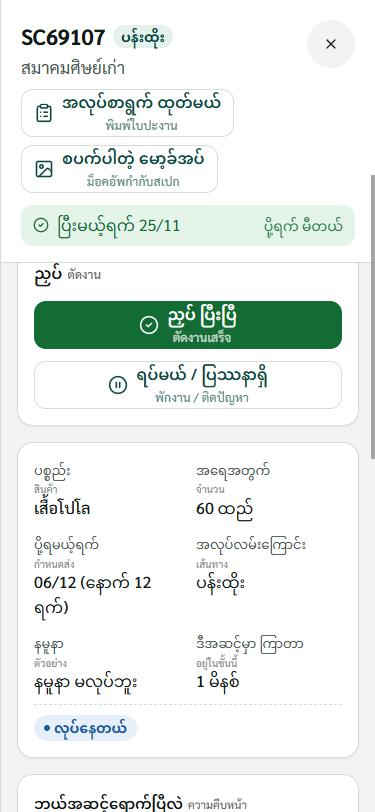 SC69107 ပန်းထိုး
สมาคมศิษย์เก่า
အလုပ်စာရွက် ထုတ်မယ်
พิมพ์ใบปะงาน
စပက်ပါတဲ့ မော့ခ်အပ်
ม็อคอัพกำกับสเปก
ပြီးမယ့်ရက် 25/11 ပို့ရက် မီတယ်
ညှပ် ตัดงาน
ညှပ် ပြီးပြီ
ตัดงานเสร็จ
ရပ်မယ် / ပြဿနာရှိ
พักงาน / ติดปัญหา
ပစ္စည်း အရေအတွက်
สินค้า จำนวน
เสื้อโปโล 60 ထည်
ပို့ရမယ့်ရက် အလုပ်လမ်းကြောင်း
กำหนดส่ง เส้นทาง
06/12 (နောက် 12 ပန်းထိုး
ရက်)
နမူနာ ဒီအဆင့်မှာ ကြာတာ
ตัวอย่าง อยู่ในขั้นนี้
နမူနာ မလုပ်ဘူး 1 မိနစ်
လုပ်နေတယ်
ဘယ်အဆင့်ရောက်ပြီလဲ ความคืบหน้า